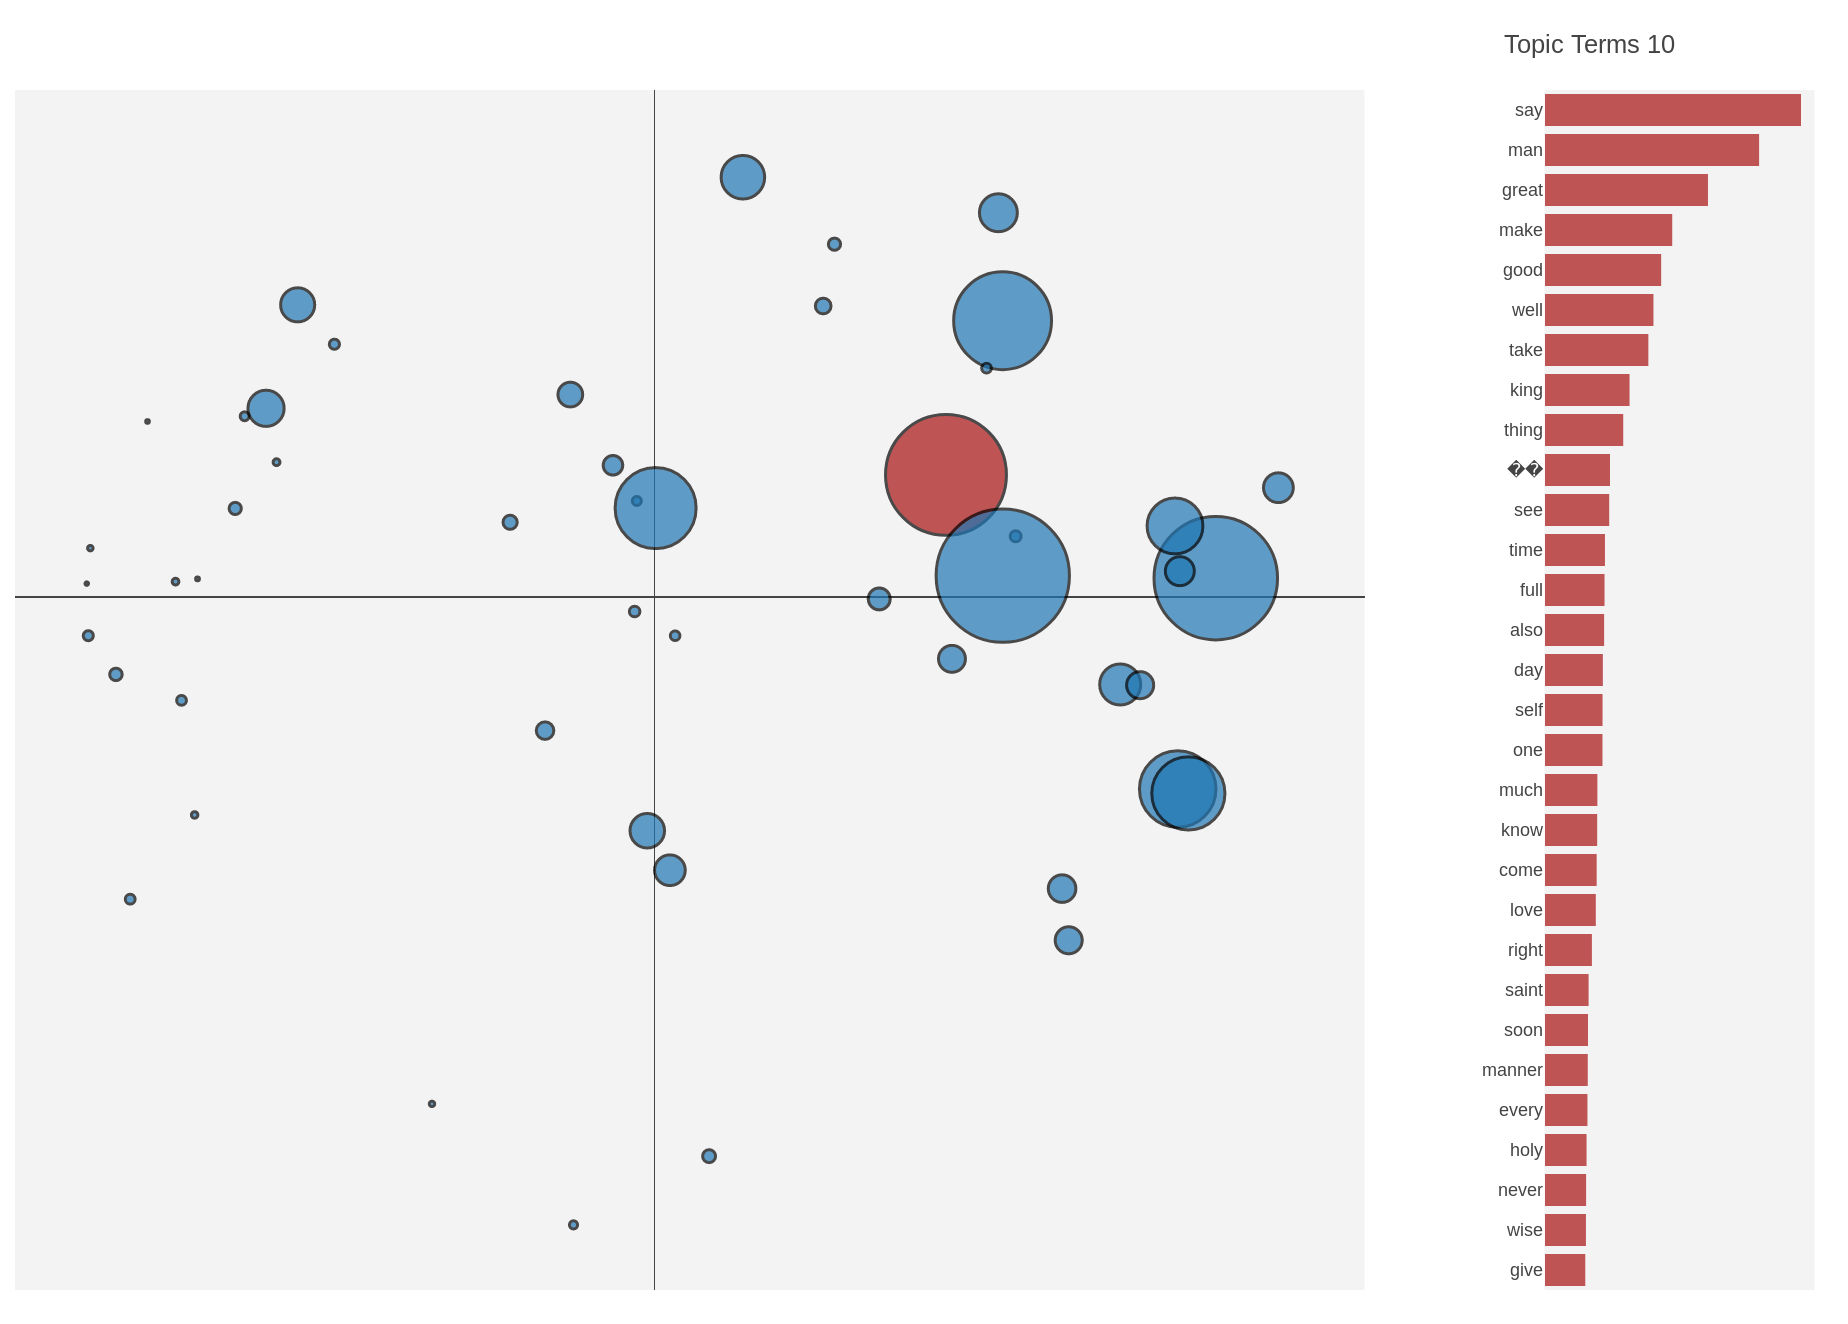 Topic Terms 10
say
man
great
make
good
well
take
king
thing
��
see
time
full
also
day
self
one
much
know
come
love
right
saint
soon
manner
every
holy
never
wise
give